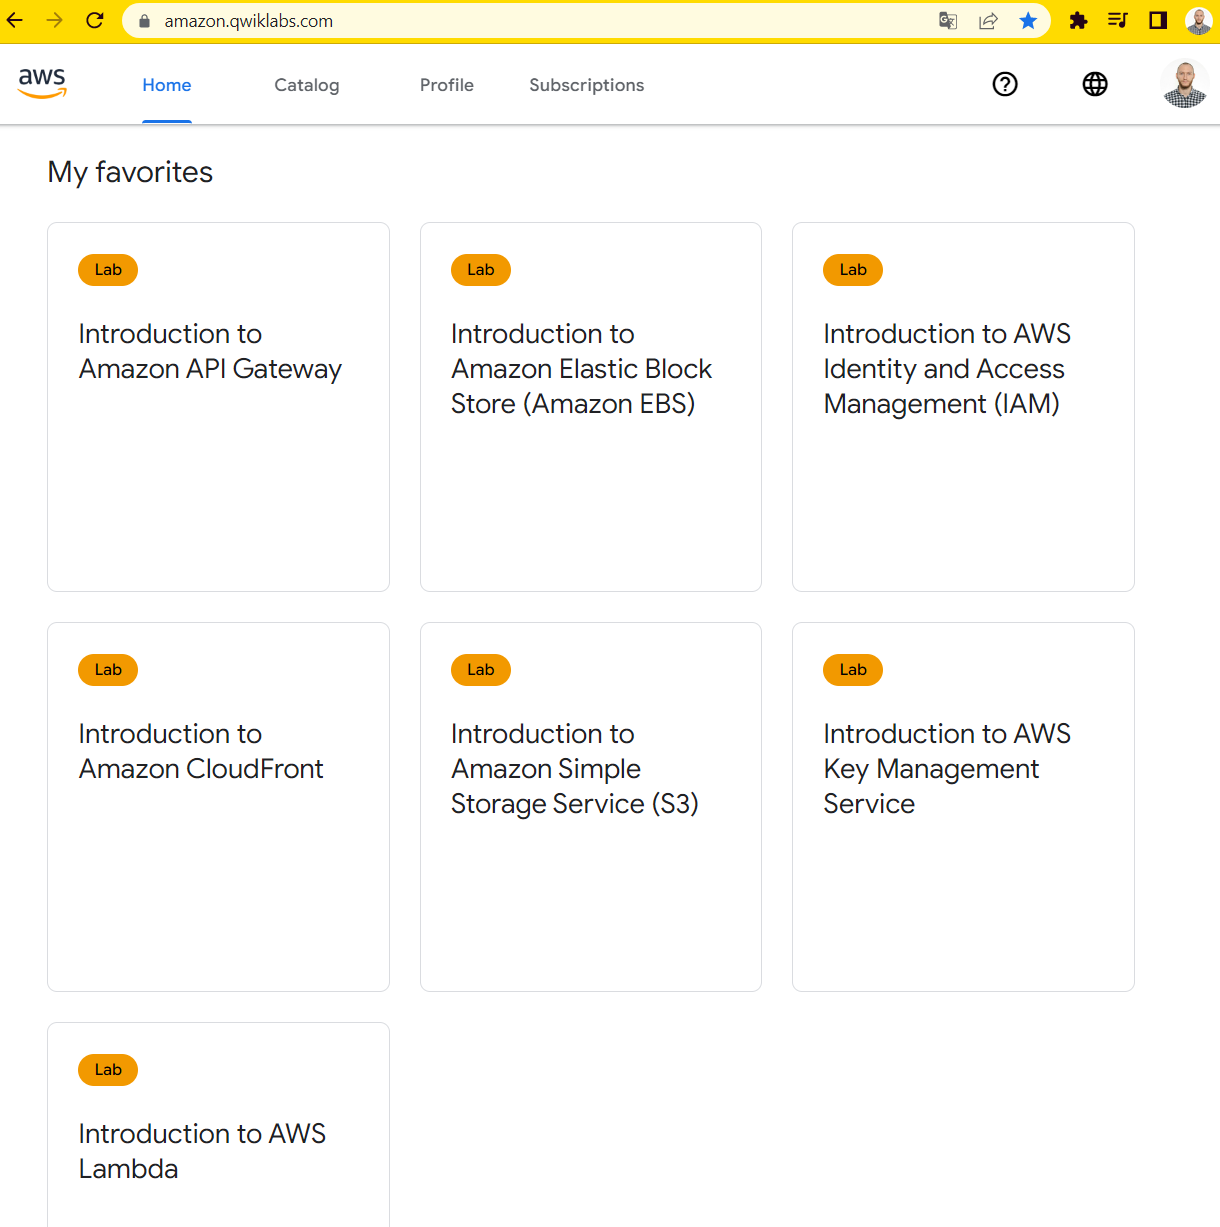 amazon.qwiklabs.com
aws
Home
Catalog
Profile
Subscriptions
My favorites
Lab
Introduction to
Amazon API Gateway
Lab
Introduction to
Amazon Elastic Block
Store (Amazon EBS)
Lab
Introduction to AWS
Identity and Access
Management (IAM)
Lab
Introduction to
Amazon CloudFront
Lab
Introduction to
Amazon Simple
Storage Service (S3)
Lab
Introduction to AWS
Key Management
Service
Lab
Introduction to AWS
Lambda